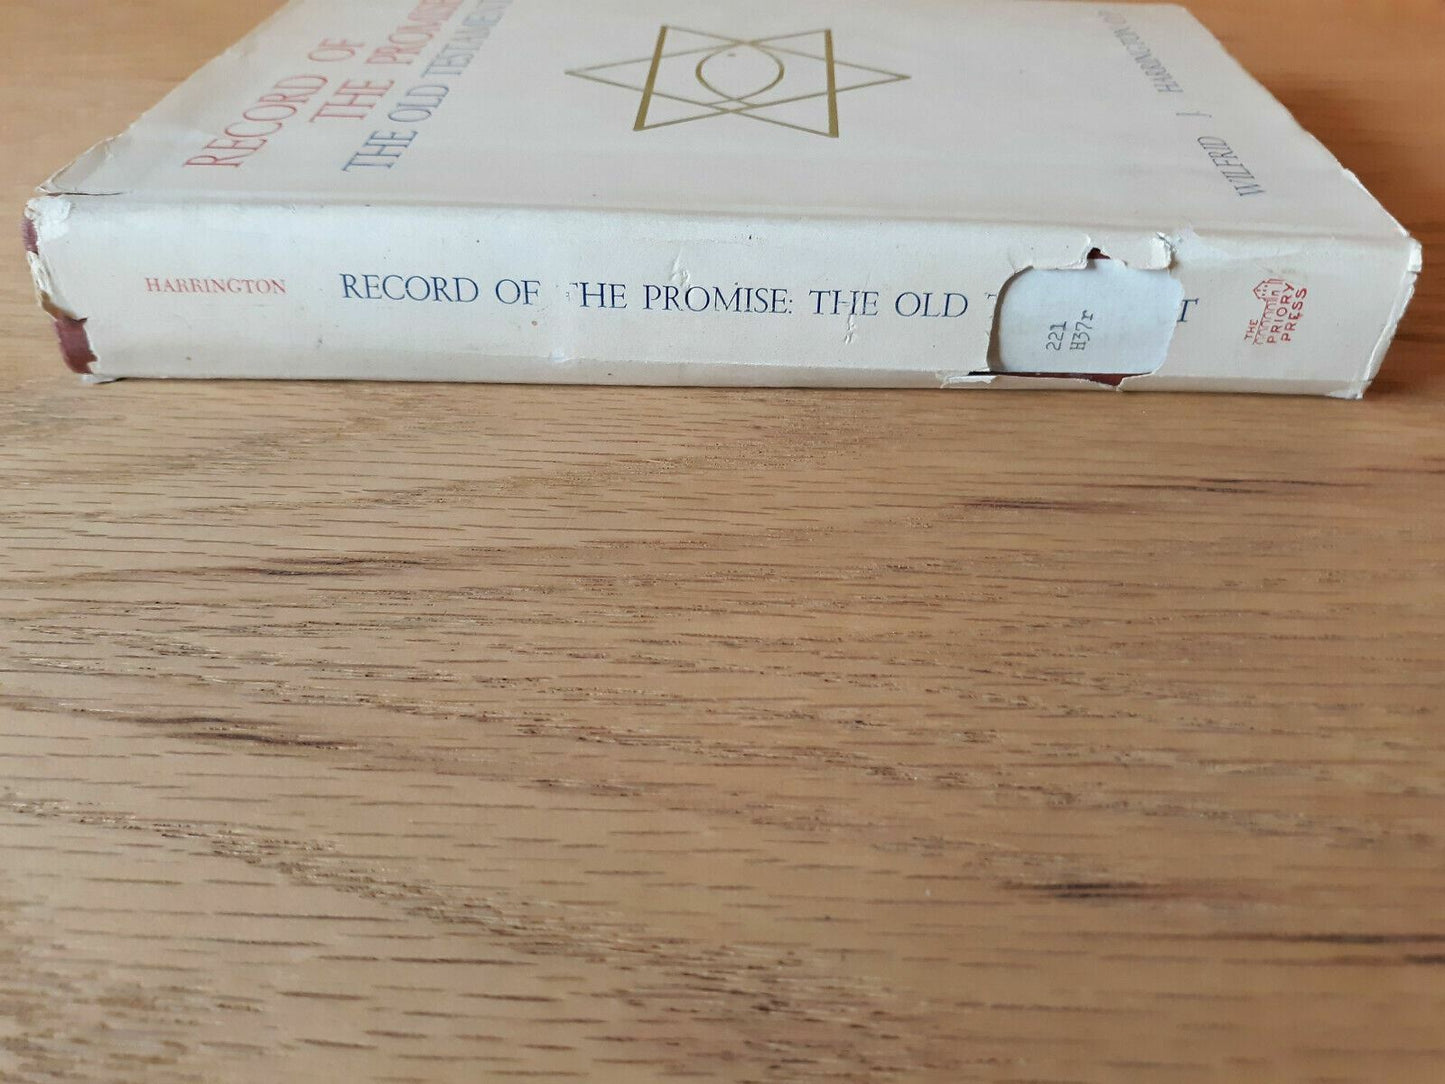 RECORD OF
THE PROMISE
THE OLD TESTAMENT
WILFRID J. HARRINGTON OP
HARRINGTON
RECORD OF THE PROMISE: THE OLD T
221
H37r
THE
PRIORY
PRESS